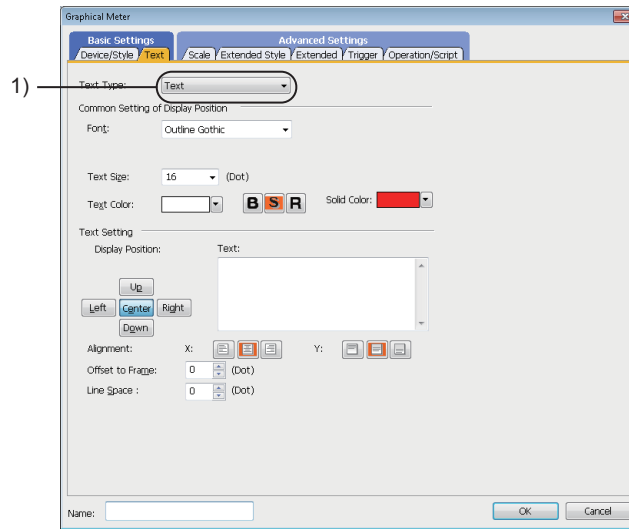 Graphical Meter
Basic Settings Advanced Settings
Device/Style Text Scale Extended Style Extended Trigger Operation/Script
1)
Text Type: Text
Common Setting of Display Position
Font: Outline Gothic
Text Size: 16 (Dot)
Text Color: B S R Solid Color:
Text Setting
Display Position: Text:
Up
Left Center Right
Down
Alignment: X: Y:
Offset to Frame: 0 (Dot)
Line Space : 0 (Dot)
Name: OK Cancel